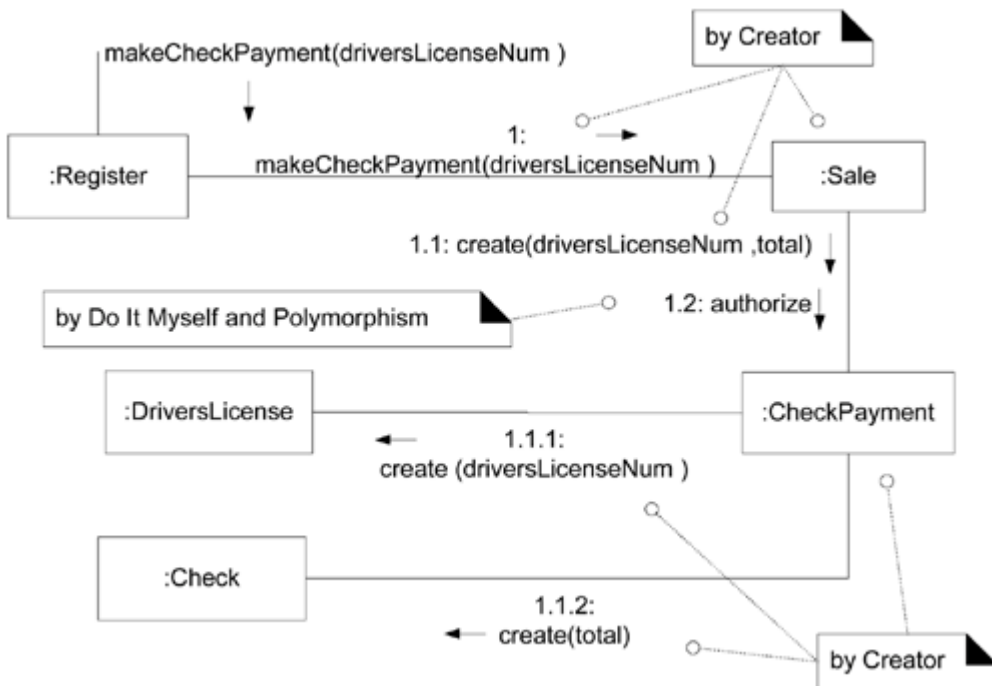 makeCheckPayment(driversLicenseNum )
by Creator
:Register
1:
makeCheckPayment(driversLicenseNum )
:Sale
1.1: create(driversLicenseNum ,total)
by Do It Myself and Polymorphism
1.2: authorize
:DriversLicense
:CheckPayment
1.1.1:
create (driversLicenseNum )
:Check
1.1.2:
create(total)
by Creator